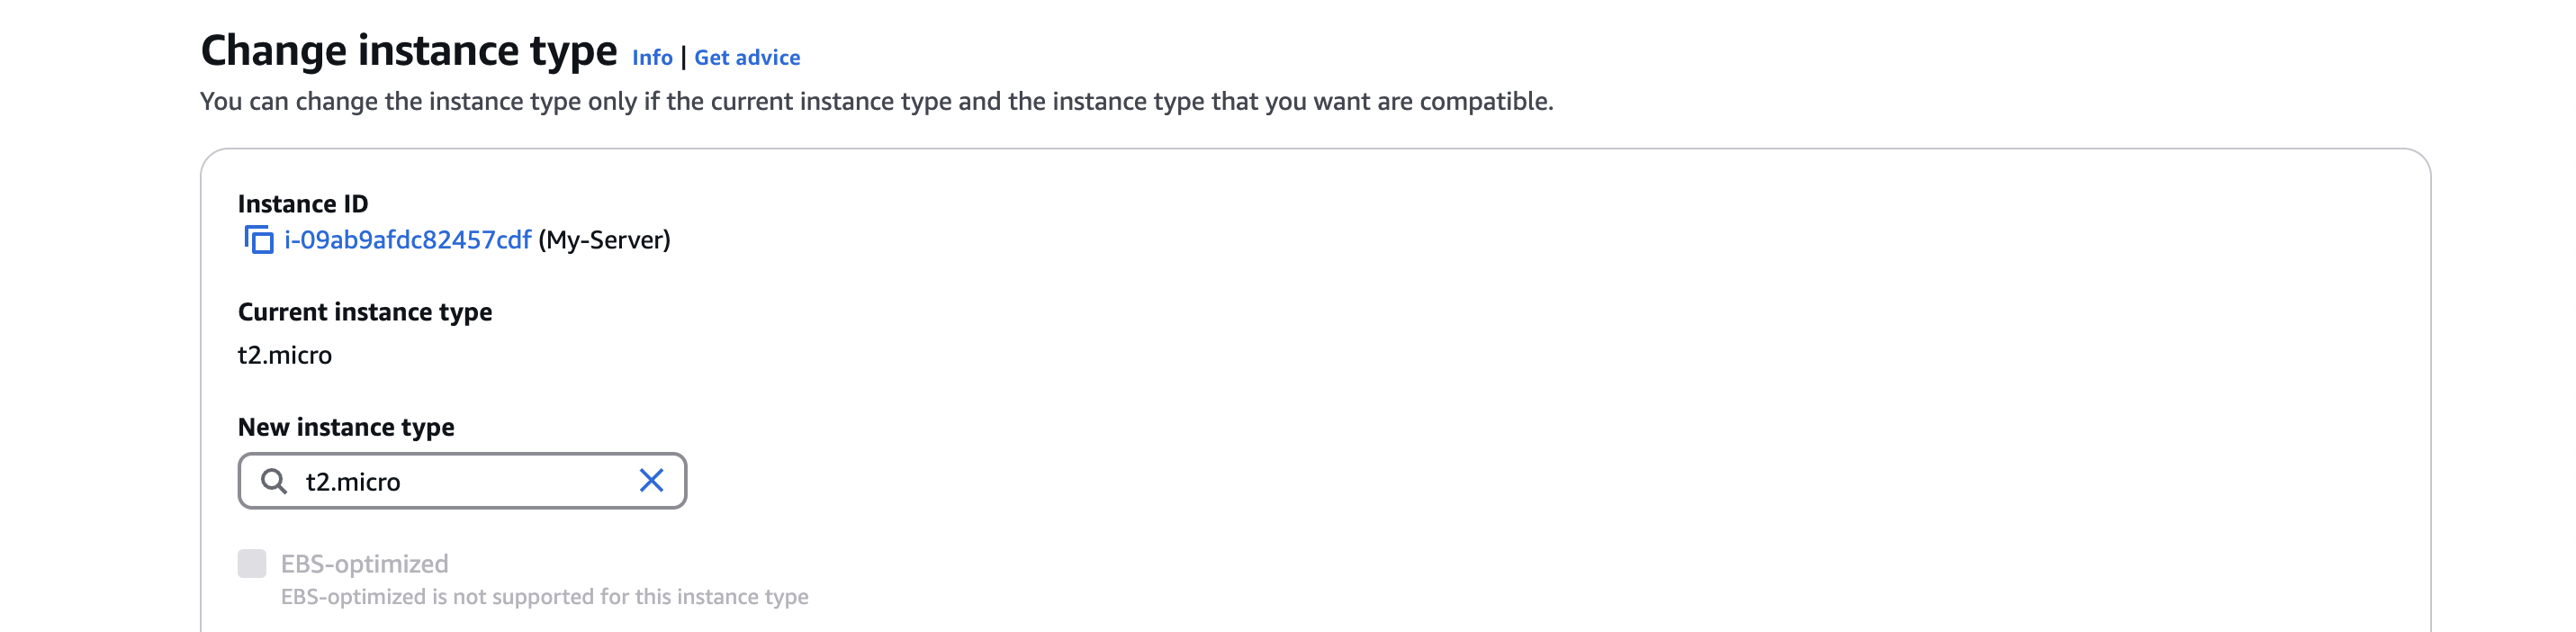 Change instance type Info | Get advice
You can change the instance type only if the current instance type and the instance type that you want are compatible.
Instance ID
i-09ab9afdc82457cdf (My-Server)
Current instance type
t2.micro
New instance type
t2.micro
EBS-optimized
EBS-optimized is not supported for this instance type